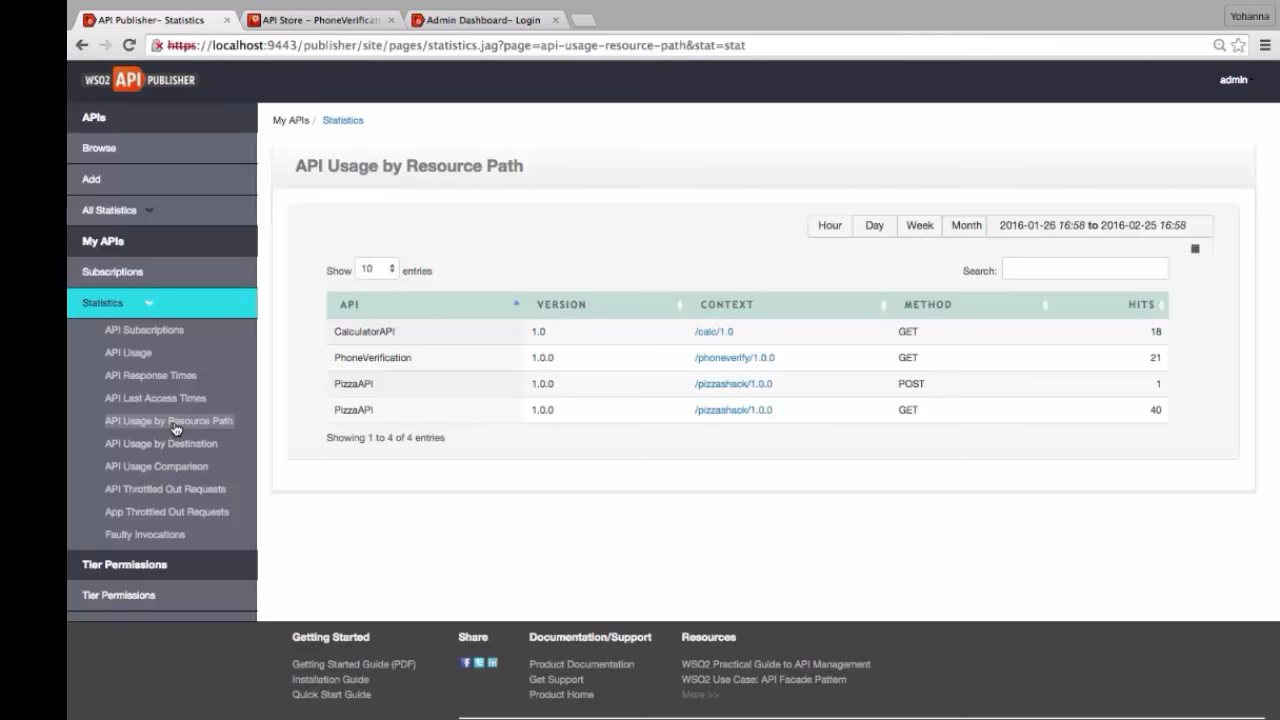 API Publisher- Statistics
API Store - PhoneVerificati
Admin Dashboard- Login
Yohanna
https://localhost:9443/publisher/site/pages/statistics.jag?page=api-usage-resource-path&stat=stat
WSO2 API PUBLISHER
admin
APIs
Browse
Add
All Statistics
My APIs
Subscriptions
Statistics
API Subscriptions
API Usage
API Response Times
API Last Access Times
API Usage by Resource Path
API Usage by Destination
API Usage Comparison
API Throttled Out Requests
App Throttled Out Requests
Faulty Invocations
Tier Permissions
Tier Permissions
My APIs / Statistics
API Usage by Resource Path
Hour Day Week Month 2016-01-26 16:58 to 2016-02-25 16:58
Show 10 entries
Search:
API VERSION CONTEXT METHOD HITS
CalculatorAPI 1.0 /calc/1.0 GET 18
PhoneVerification 1.0.0 /phoneverify/1.0.0 GET 21
PizzaAPI 1.0.0 /pizzashack/1.0.0 POST 1
PizzaAPI 1.0.0 /pizzashack/1.0.0 GET 40
Showing 1 to 4 of 4 entries
Getting Started
Getting Started Guide (PDF)
Installation Guide
Quick Start Guide
Share
Documentation/Support
Product Documentation
Get Support
Product Home
Resources
WSO2 Practical Guide to API Management
WSO2 Use Case: API Facade Pattern
More >>